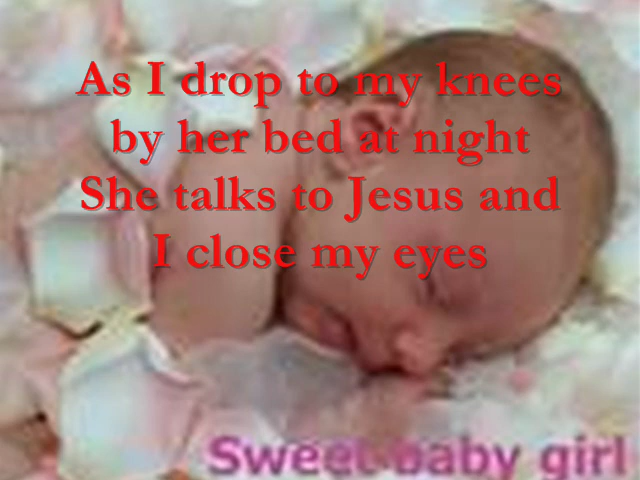 As I drop to my knees
by her bed at night
She talks to Jesus and
I close my eyes
Sweet baby girl